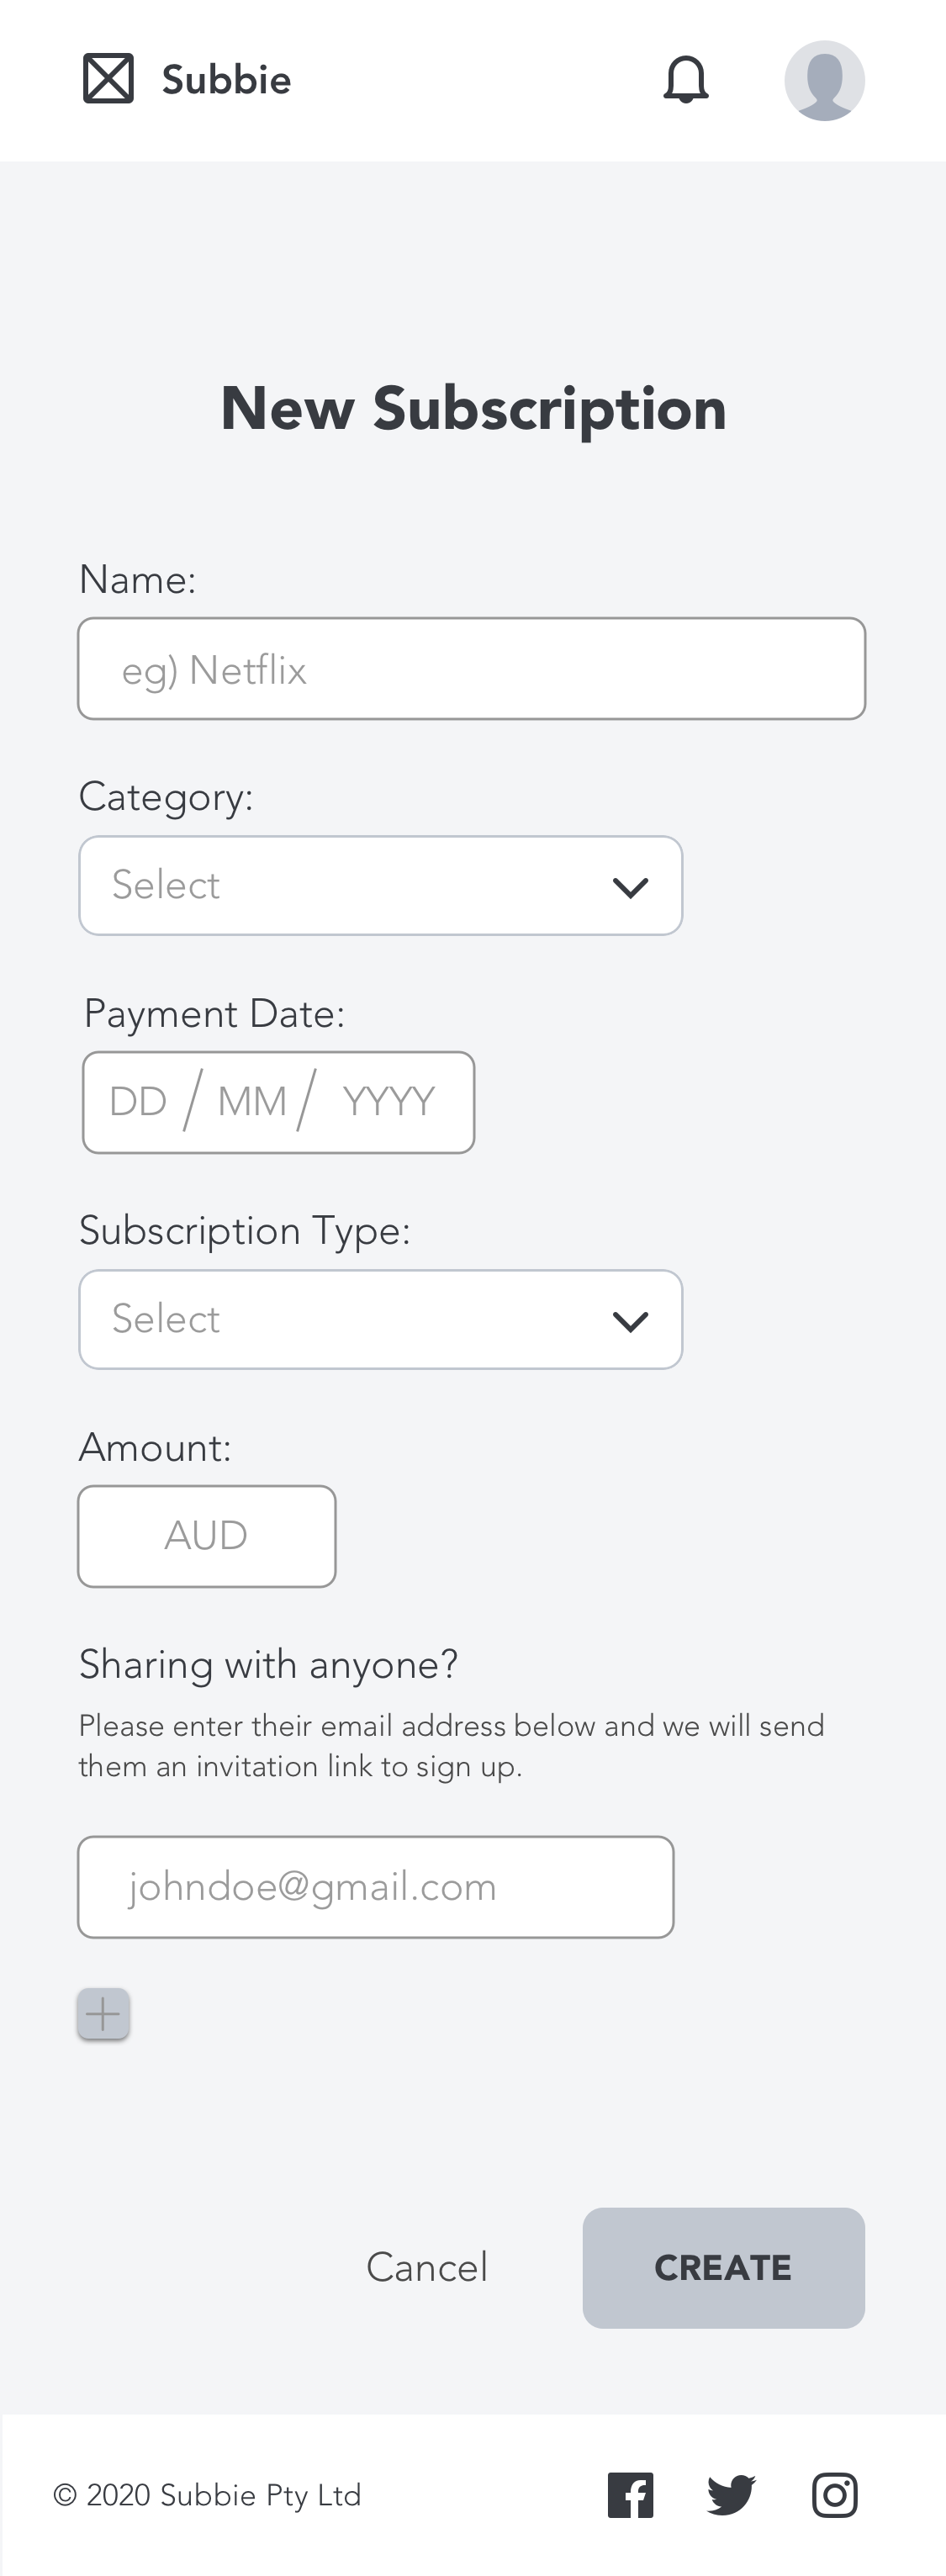 Subbie
New Subscription
Name:
eg) Netflix
Category:
Select
Payment Date:
DD / MM / YYYY
Subscription Type:
Select
Amount:
AUD
Sharing with anyone?
Please enter their email address below and we will send
them an invitation link to sign up.
johndoe@gmail.com
Cancel
CREATE
© 2020 Subbie Pty Ltd